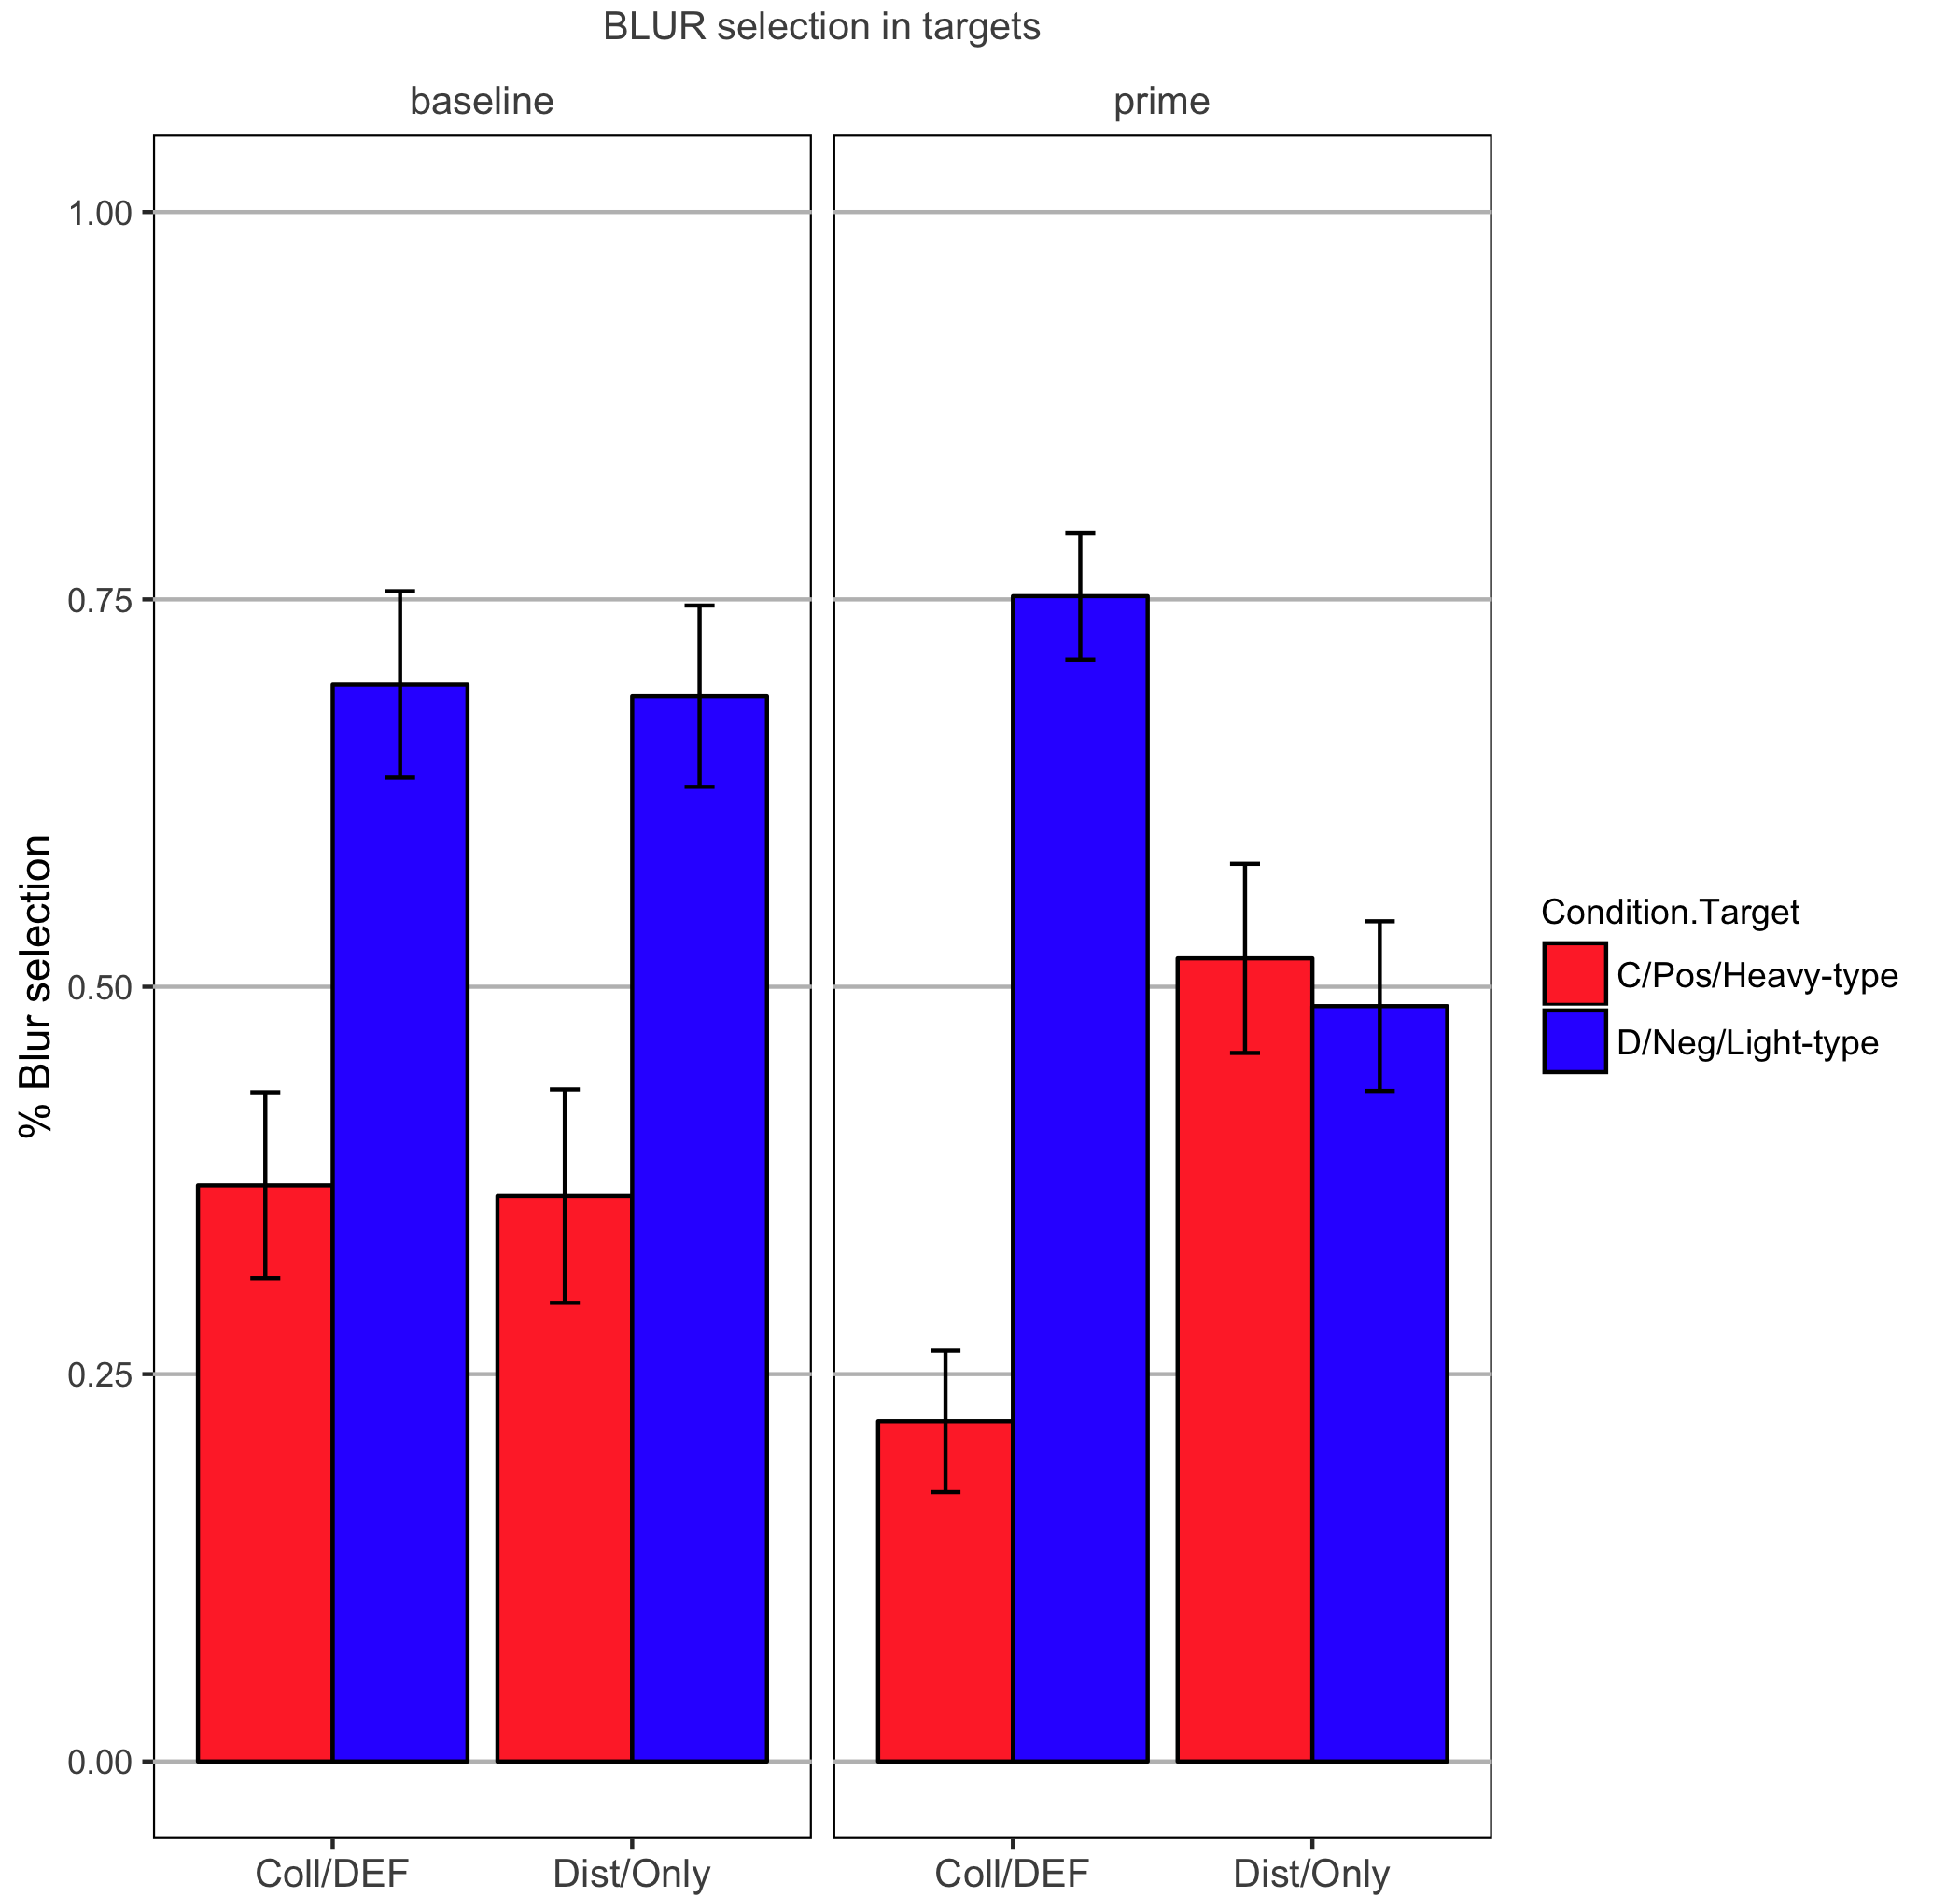 BLUR selection in targets
baseline
prime
1.00
0.75
0.50
0.25
0.00
% Blur selection
Coll/DEF
Dist/Only
Coll/DEF
Dist/Only
Condition.Target
C/Pos/Heavy-type
D/Neg/Light-type